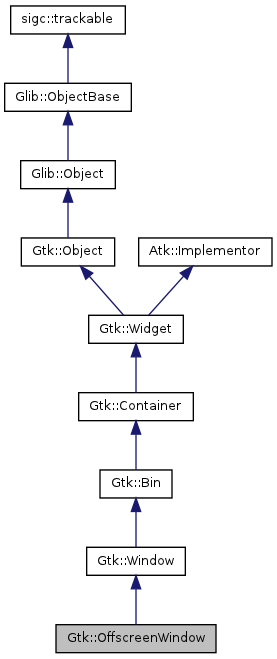 sigc::trackable
Glib::ObjectBase
Glib::Object
Gtk::Object
Atk::Implementor
Gtk::Widget
Gtk::Container
Gtk::Bin
Gtk::Window
Gtk::OffscreenWindow